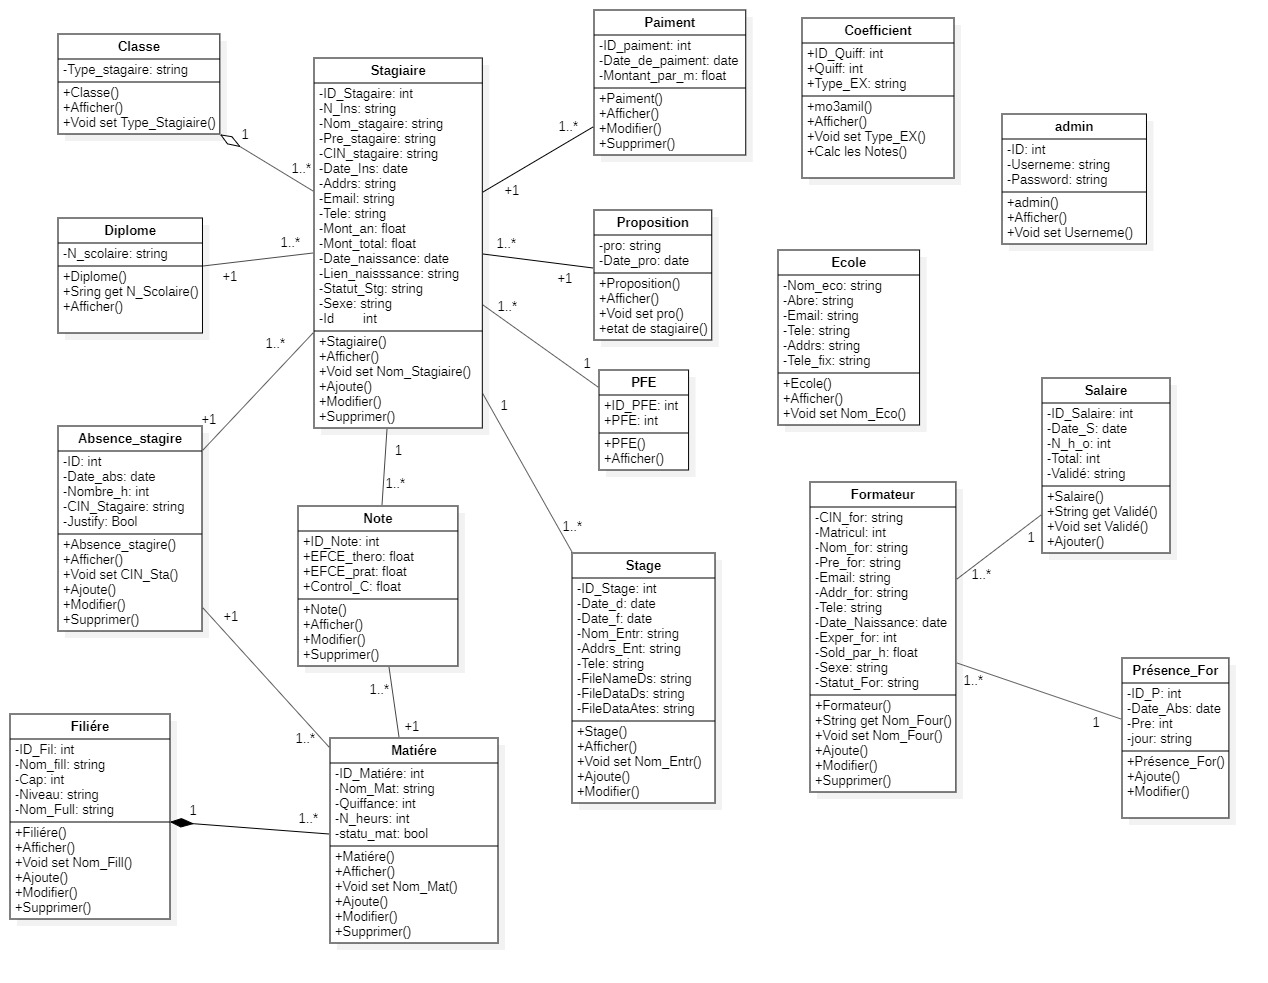 Classe
-Type_stagaire: string
+Classe()
+Afficher()
+Void set Type_Stagiaire()
1
1..*
Stagiaire
-ID_Stagaire: int
-N_Ins: string
-Nom_stagaire: string
-Pre_stagaire: string
-CIN_stagaire: string
-Date_Ins: date
-Addrs: string
-Email: string
-Tele: string
-Mont_an: float
-Mont_total: float
-Date_naissance: date
-Lien_naisssance: string
-Statut_Stg: string
-Sexe: string
-Id int
+Stagiaire()
+Afficher()
+Void set Nom_Stagiaire()
+Ajoute()
+Modifier()
+Supprimer()
Paiment
-ID_paiment: int
-Date_de_paiment: date
-Montant_par_m: float
+Paiment()
+Afficher()
+Modifier()
+Supprimer()
1..*
+1
Coefficient
+ID_Quiff: int
+Quiff: int
+Type_EX: string
+mo3amil()
+Afficher()
+Void set Type_EX()
+Calc les Notes()
admin
-ID: int
-Userneme: string
-Password: string
+admin()
+Afficher()
+Void set Userneme()
Diplome
-N_scolaire: string
+Diplome()
+Sring get N_Scolaire()
+Afficher()
1..*
+1
Proposition
-pro: string
-Date_pro: date
+Proposition()
+Afficher()
+Void set pro()
+etat de stagiaire()
1..*
+1
Ecole
-Nom_eco: string
-Abre: string
-Email: string
-Tele: string
-Addrs: string
-Tele_fix: string
+Ecole()
+Afficher()
+Void set Nom_Eco()
1..*
1
PFE
+ID_PFE: int
+PFE: int
+PFE()
+Afficher()
1..*
+1
Absence_stagire
-ID: int
-Date_abs: date
-Nombre_h: int
-CIN_Stagaire: string
-Justify: Bool
+Absence_stagire()
+Afficher()
+Void set CIN_Sta()
+Ajoute()
+Modifier()
+Supprimer()
+1
1..*
1
1..*
Note
+ID_Note: int
+EFCE_thero: float
+EFCE_prat: float
+Control_C: float
+Note()
+Afficher()
+Modifier()
+Supprimer()
1..*
+1
1
1..*
Stage
-ID_Stage: int
-Date_d: date
-Date_f: date
-Nom_Entr: string
-Addrs_Ent: string
-Tele: string
-FileNameDs: string
-FileDataDs: string
-FileDataAtes: string
+Stage()
+Afficher()
+Void set Nom_Entr()
+Ajoute()
+Modifier()
Salaire
-ID_Salaire: int
-Date_S: date
-N_h_o: int
-Total: int
-Validé: string
+Salaire()
+String get Validé()
+Void set Validé()
+Ajouter()
1
1..*
Formateur
-CIN_for: string
-Matricul: int
-Nom_for: string
-Pre_for: string
-Email: string
-Addr_for: string
-Tele: string
-Date_Naissance: date
-Exper_for: int
-Sold_par_h: float
-Sexe: string
-Statut_For: string
+Formateur()
+String get Nom_Four()
+Void set Nom_Four()
+Ajoute()
+Modifier()
+Supprimer()
1..*
1
Présence_For
-ID_P: int
-Date_Abs: date
-Pre: int
-jour: string
+Présence_For()
+Ajoute()
+Modifier()
Filiére
-ID_Fil: int
-Nom_fill: string
-Cap: int
-Niveau: string
-Nom_Full: string
+Filiére()
+Afficher()
+Void set Nom_Fill()
+Ajoute()
+Modifier()
+Supprimer()
1
1..*
Matiére
-ID_Matiére: int
-Nom_Mat: string
-Quiffance: int
-N_heurs: int
-statu_mat: bool
+Matiére()
+Afficher()
+Void set Nom_Mat()
+Ajoute()
+Modifier()
+Supprimer()